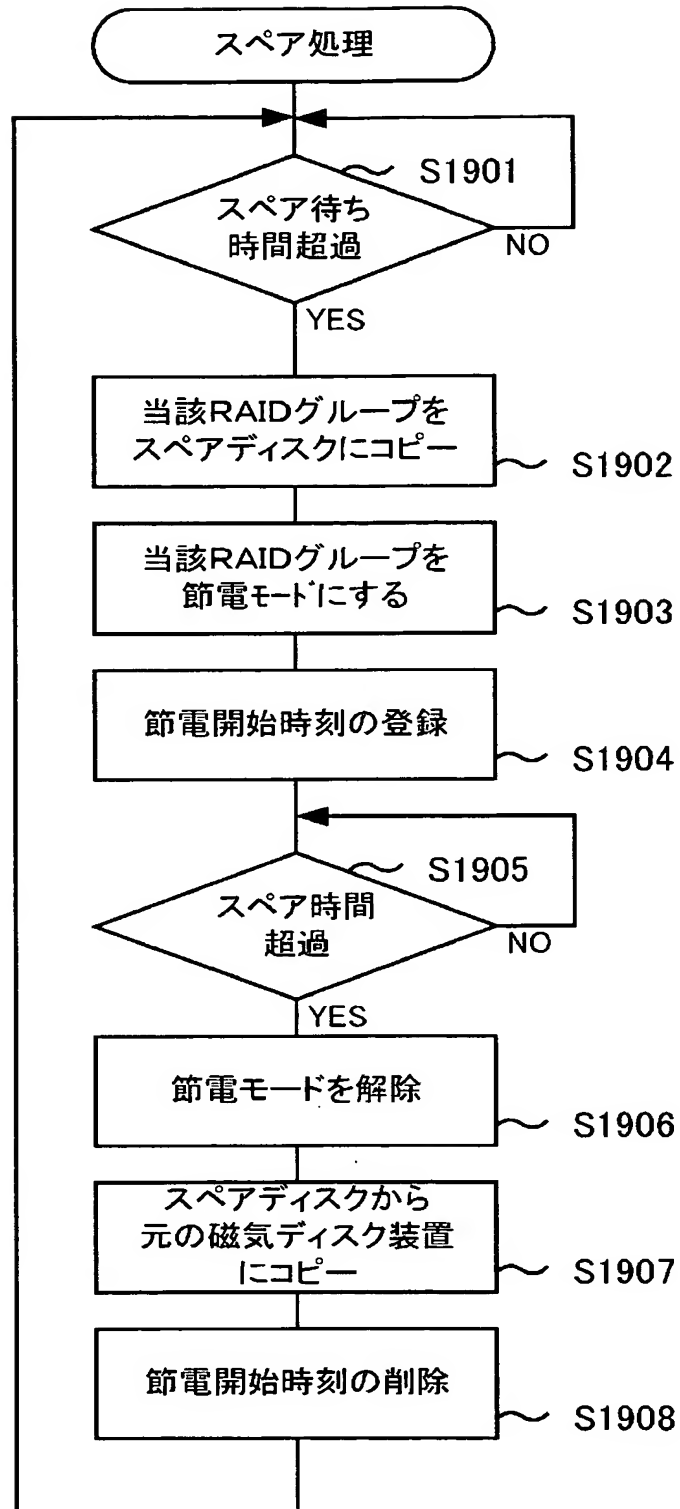 スペア処理
S1901
スペア待ち
時間超過
NO
YES
当該RAIDグループを
スペアディスクにコピー
S1902
当該RAIDグループを
節電ﾓｰﾄﾞにする
S1903
節電開始時刻の登録
S1904
S1905
スペア時間
超過
NO
YES
節電モードを解除
S1906
スペアディスクから
元の磁気ディスク装置
にコピー
S1907
節電開始時刻の削除
S1908